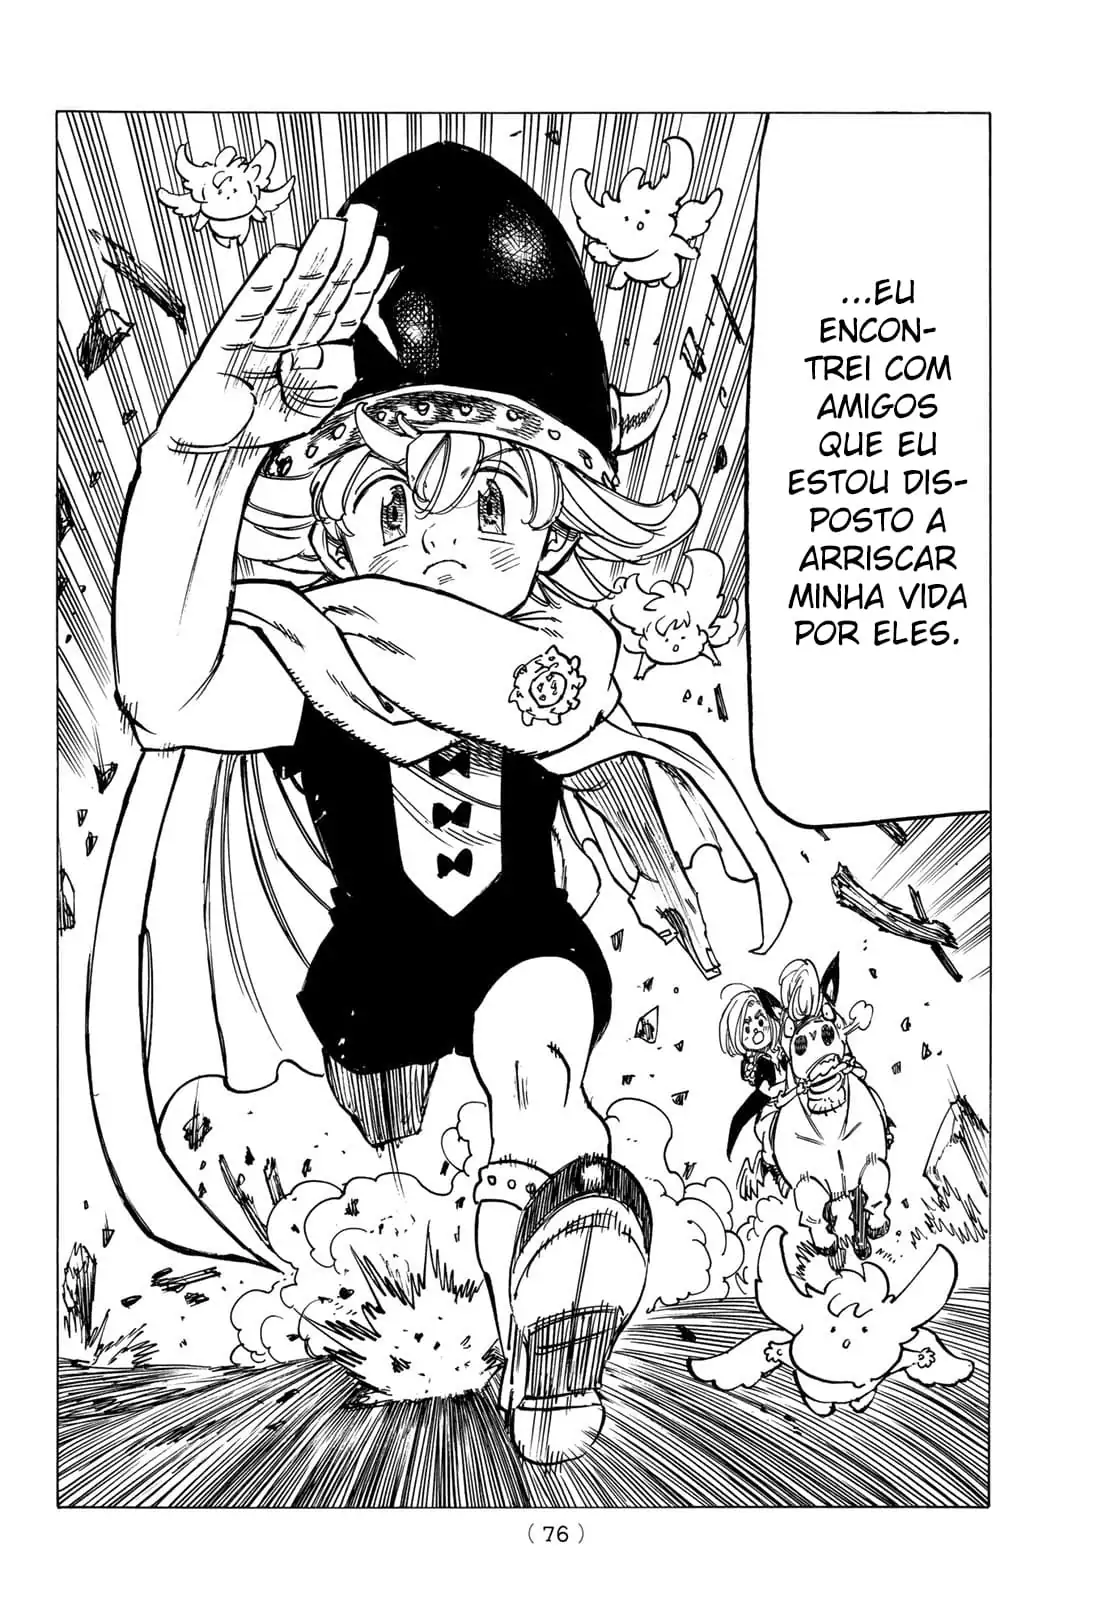 ...EU
ENCON-
TREI COM
AMIGOS
QUE EU
ESTOU DIS-
POSTO A
ARRISCAR
MINHA VIDA
POR ELES.
( 76 )